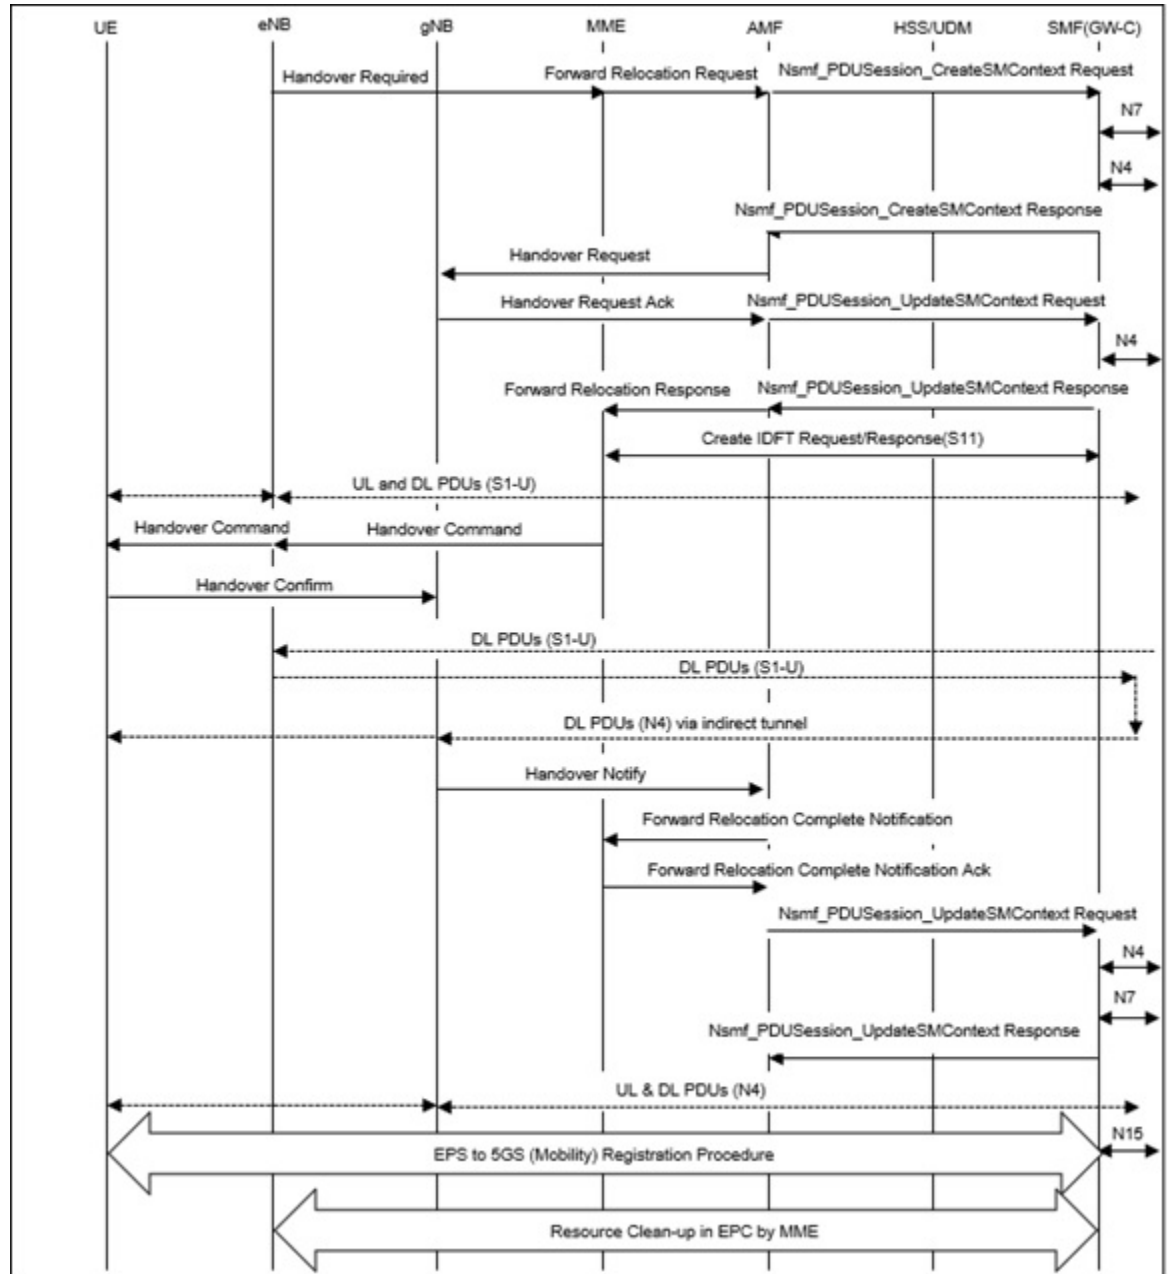 UE eNB gNB MME AMF HSS/UDM SMF(GW-C)
Handover Required Forward Relocation Request Nsmf_PDUSession_CreateSMContext Request
N7
N4
Nsmf_PDUSession_CreateSMContext Response
Handover Request
Handover Request Ack Nsmf_PDUSession_UpdateSMContext Request
N4
Forward Relocation Response Nsmf_PDUSession_UpdateSMContext Response
Create IDFT Request/Response(S11)
UL and DL PDUs (S1-U)
Handover Command Handover Command
Handover Confirm
DL PDUs (S1-U)
DL PDUs (S1-U)
DL PDUs (N4) via indirect tunnel
Handover Notify
Forward Relocation Complete Notification
Forward Relocation Complete Notification Ack
Nsmf_PDUSession_UpdateSMContext Request
N4
N7
Nsmf_PDUSession_UpdateSMContext Response
UL & DL PDUs (N4)
N15
EPS to 5GS (Mobility) Registration Procedure
Resource Clean-up in EPC by MME